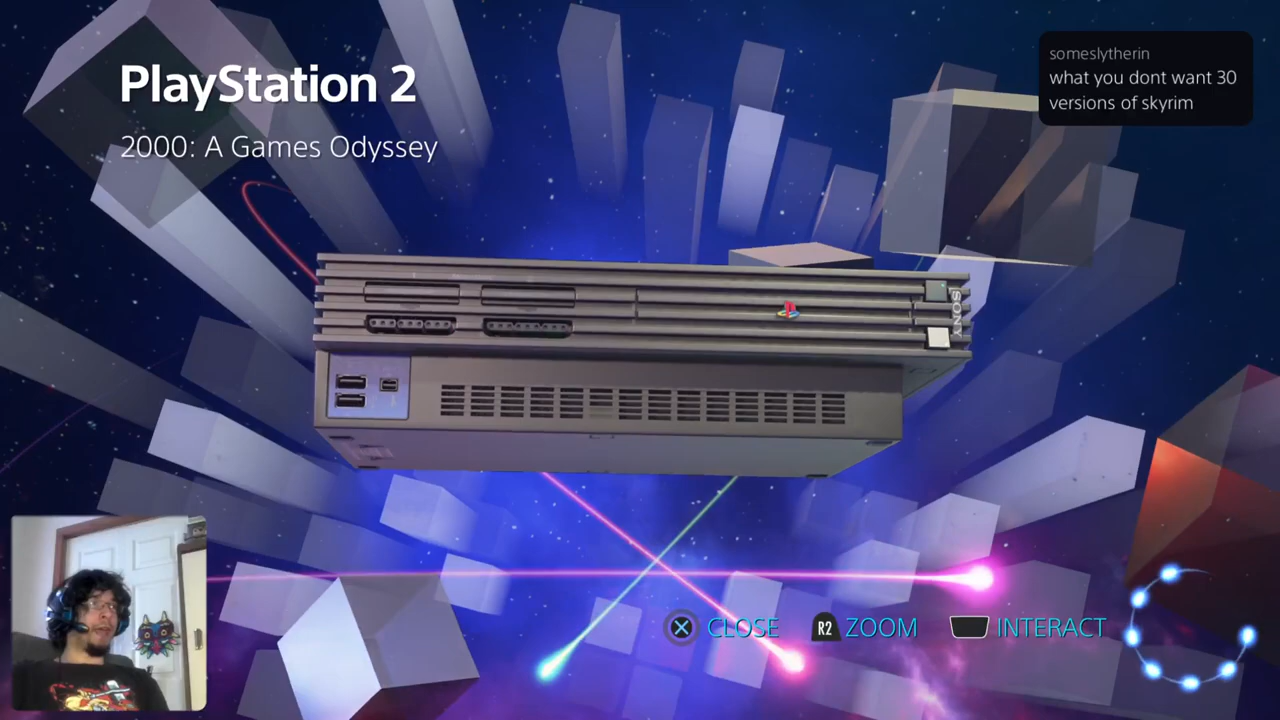 PlayStation 2
2000: A Games Odyssey
someslytherin
what you dont want 30
versions of skyrim
SONY
CLOSE
R2 ZOOM
INTERACT